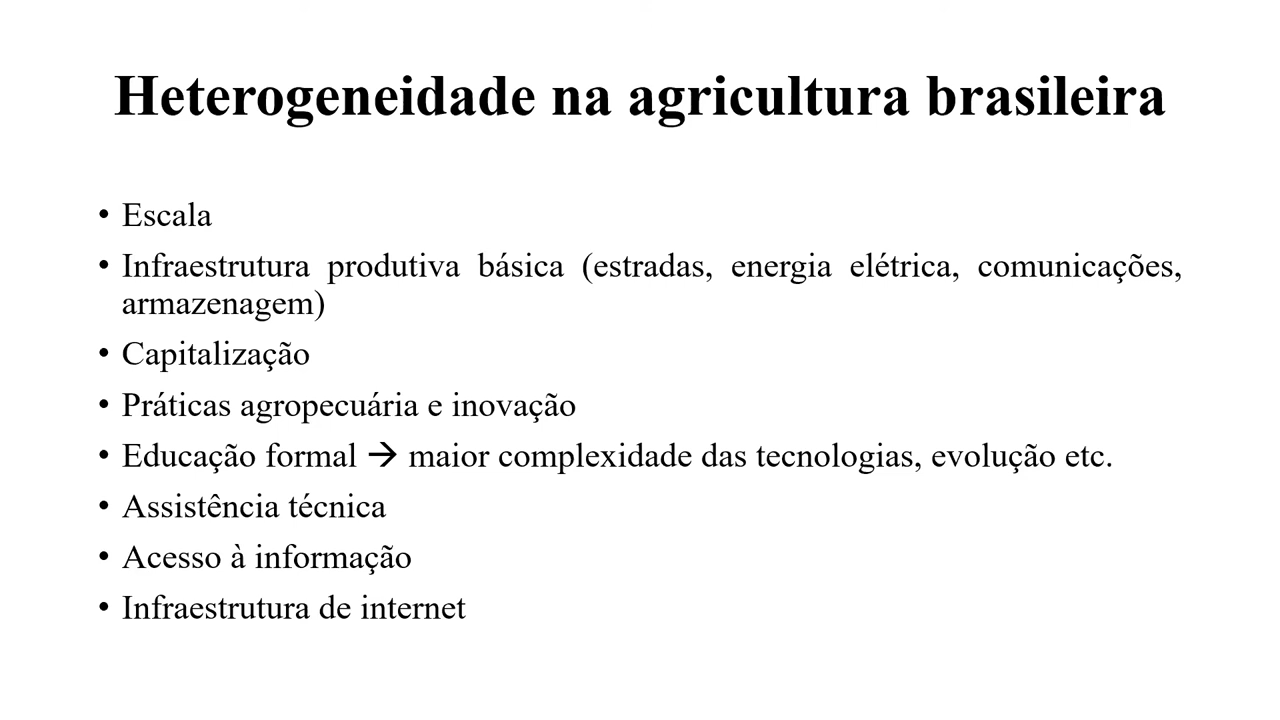 Heterogeneidade na agricultura brasileira
• Escala
• Infraestrutura produtiva básica (estradas, energia elétrica, comunicações,
armazenagem)
• Capitalização
• Práticas agropecuária e inovação
• Educação formal → maior complexidade das tecnologias, evolução etc.
• Assistência técnica
• Acesso à informação
• Infraestrutura de internet